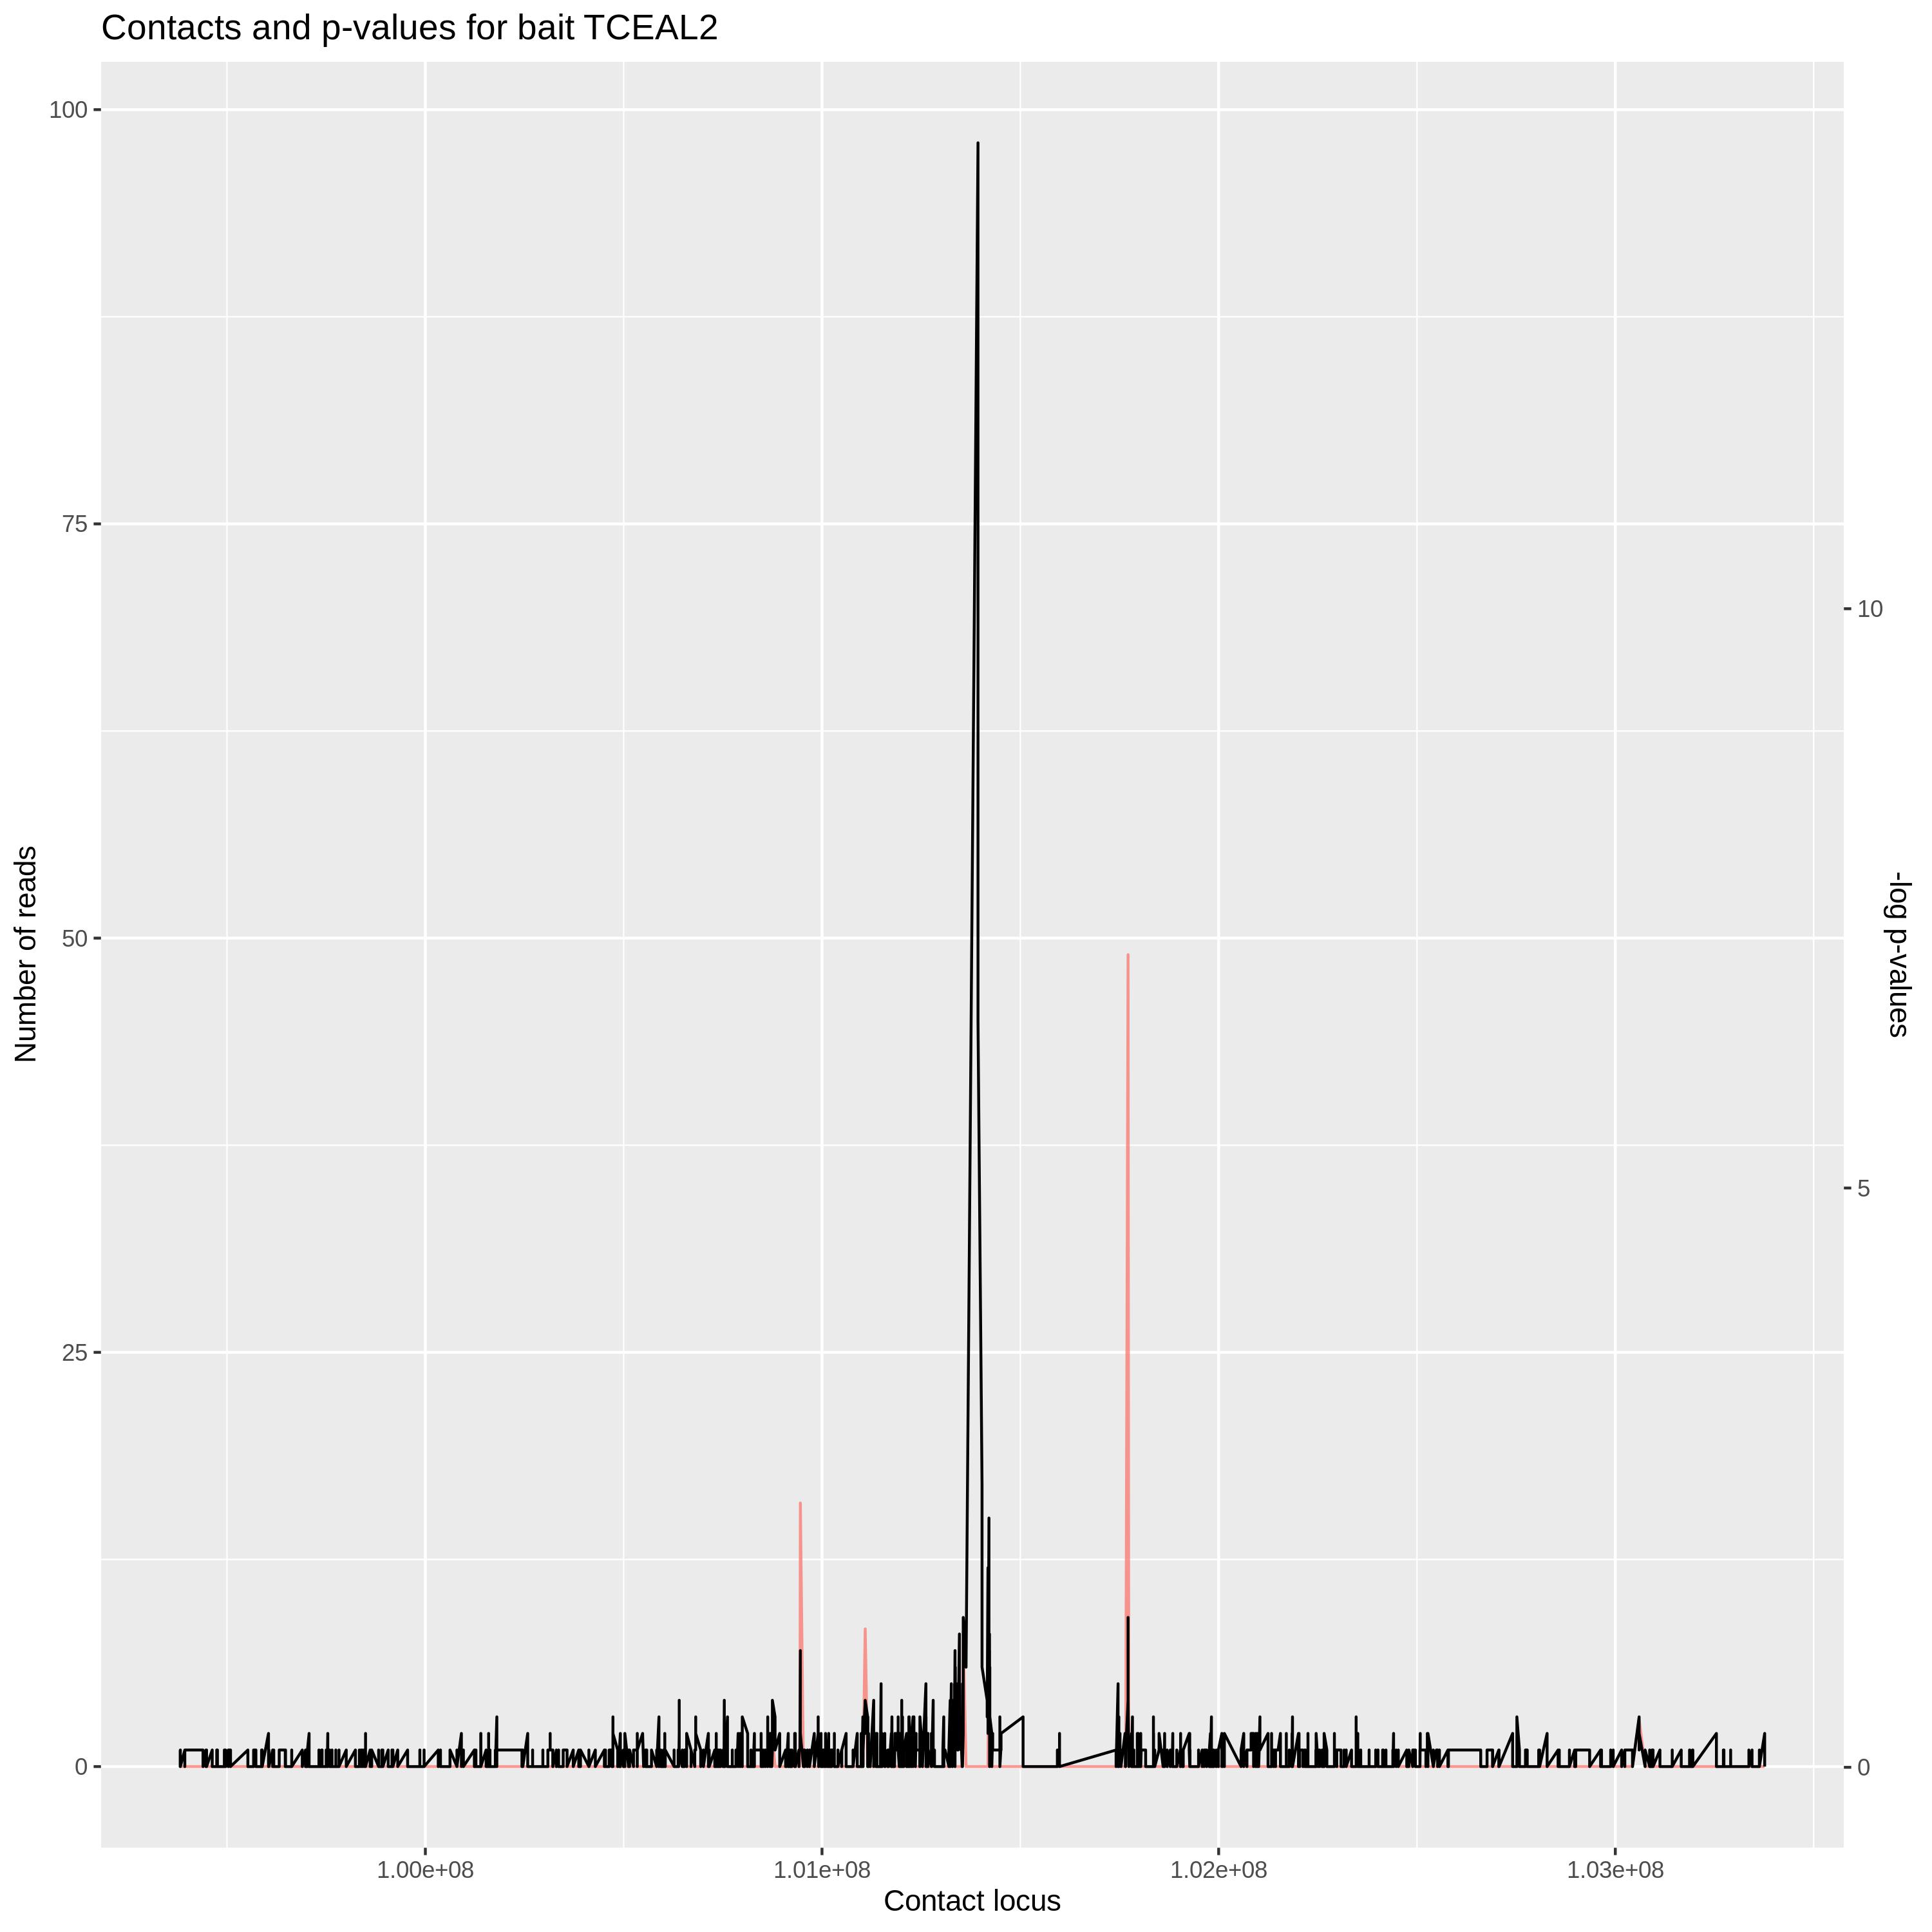 Contacts and p-values for bait TCEAL2
100
75
50
25
0
Number of reads
10
5
0
-log p-values
1.00e+08
1.01e+08
1.02e+08
1.03e+08
Contact locus